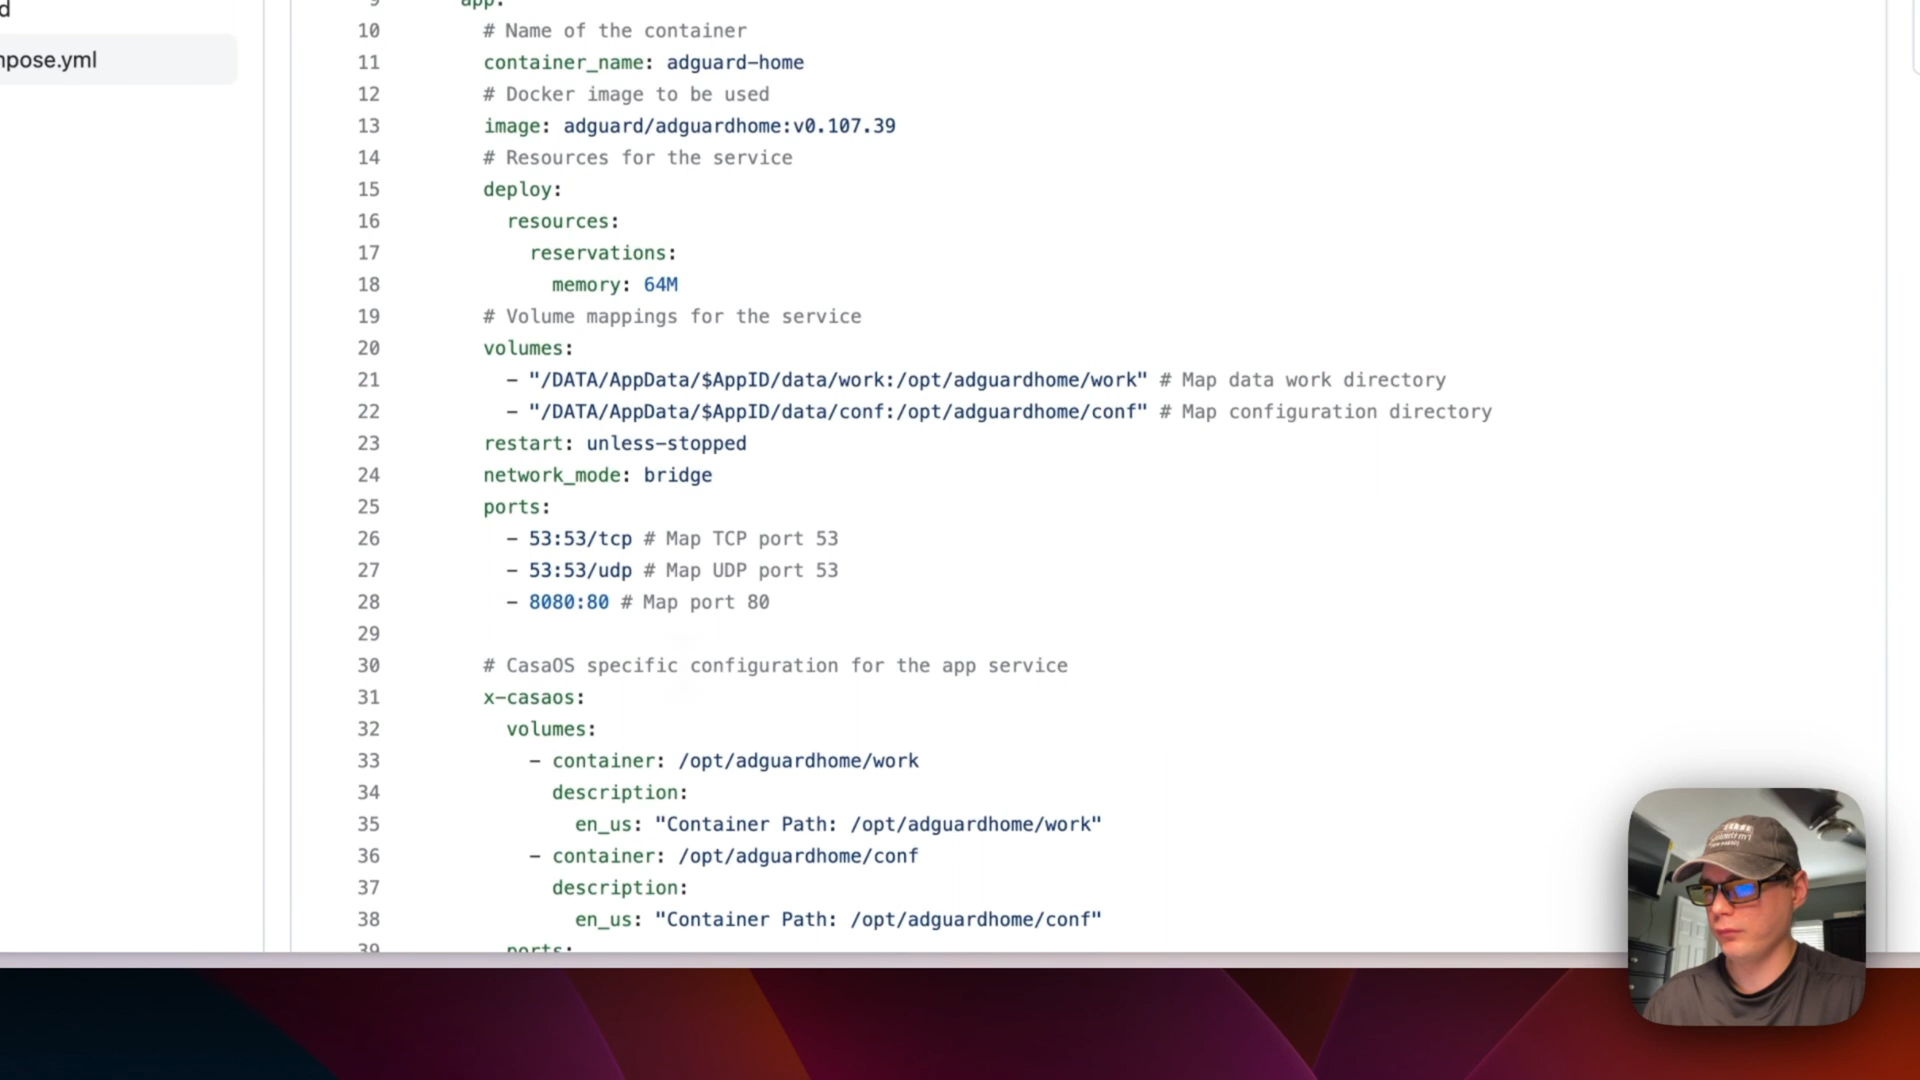 d
mpose.yml
9 app:
10 # Name of the container
11 container_name: adguard-home
12 # Docker image to be used
13 image: adguard/adguardhome:v0.107.39
14 # Resources for the service
15 deploy:
16 resources:
17 reservations:
18 memory: 64M
19 # Volume mappings for the service
20 volumes:
21 - "/DATA/AppData/$AppID/data/work:/opt/adguardhome/work" # Map data work directory
22 - "/DATA/AppData/$AppID/data/conf:/opt/adguardhome/conf" # Map configuration directory
23 restart: unless-stopped
24 network_mode: bridge
25 ports:
26 - 53:53/tcp # Map TCP port 53
27 - 53:53/udp # Map UDP port 53
28 - 8080:80 # Map port 80
29
30 # CasaOS specific configuration for the app service
31 x-casaos:
32 volumes:
33 - container: /opt/adguardhome/work
34 description:
35 en_us: "Container Path: /opt/adguardhome/work"
36 - container: /opt/adguardhome/conf
37 description:
38 en_us: "Container Path: /opt/adguardhome/conf"
39 ports: